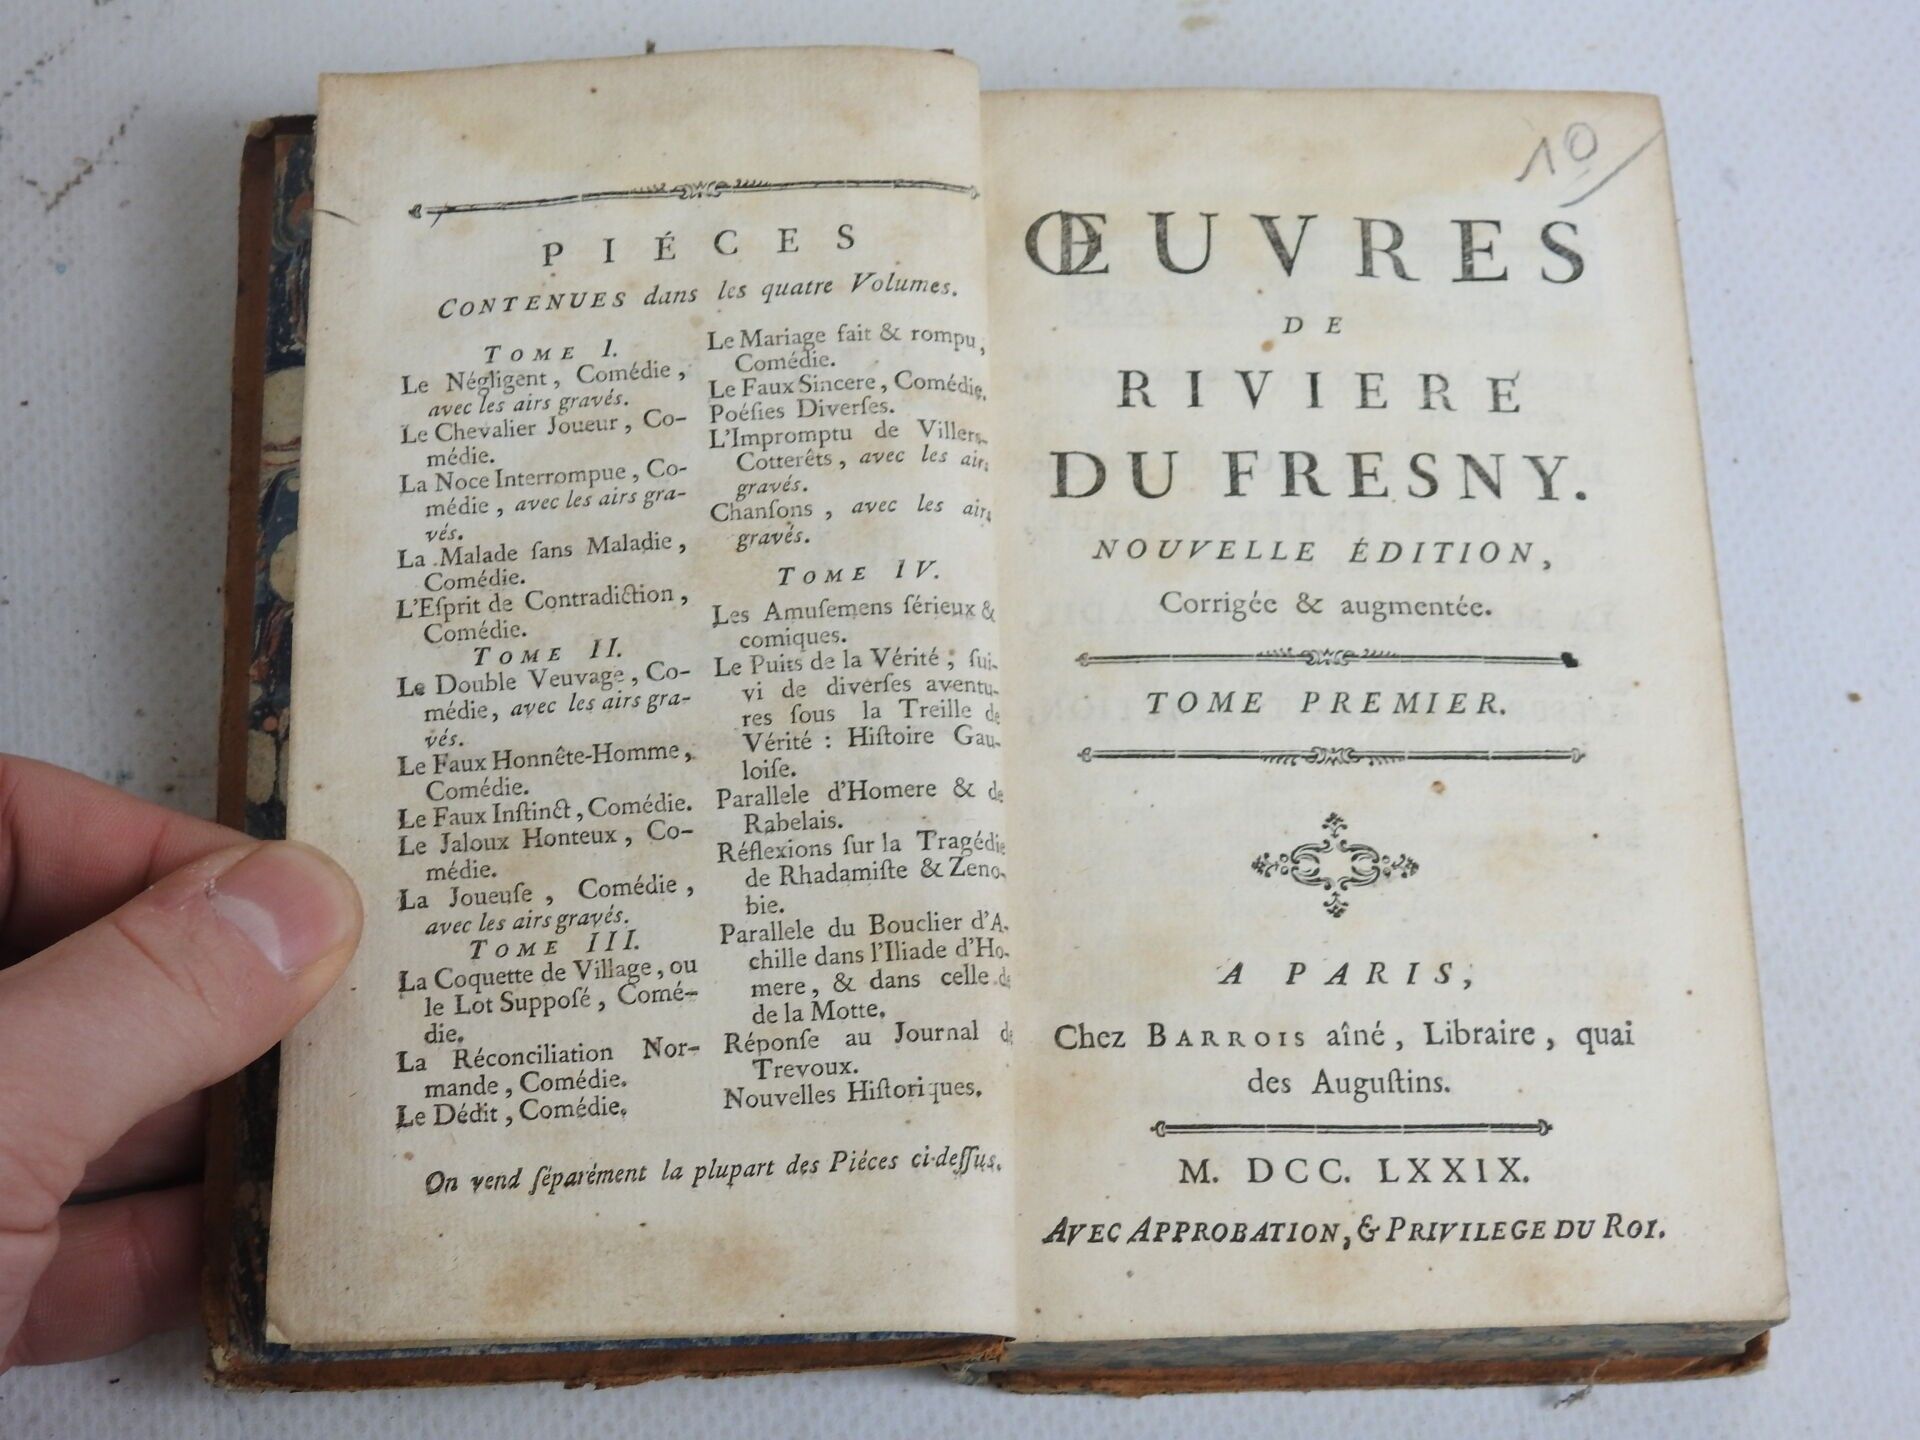 PIÉCES
CONTENUES dans les quatre Volumes.
TOME I.
Le Négligent, Comédie,
avec les airs gravés.
Le Chevalier Joueur, Co-
médie.
La Noce Interrompue, Co-
médie, avec les airs gra-
vés.
La Malade ſans Maladie,
Comédie.
L'Eſprit de Contradiction,
Comédie.
TOME II.
Le Double Veuvage, Co-
médie, avec les airs gra-
vés.
Le Faux Honnête-Homme,
Comédie.
Le Faux Inſtinct, Comédie.
Le Jaloux Honteux, Co-
médie.
La Joueuſe, Comédie,
avec les airs gravés.
TOME III.
La Coquette de Village, ou
le Lot Suppoſé, Comé-
die.
La Réconciliation Nor-
mande, Comédie.
Le Dédit, Comédie.
Le Mariage fait & rompu,
Comédie.
Le Faux Sincere, Comédie.
Poéſies Diverſes.
L'Impromptu de Villers-
Cotterêts, avec les airs
gravés.
Chanſons, avec les airs
gravés.
TOME IV.
Les Amuſemens ſérieux &
comiques.
Le Puits de la Vérité; ſui-
vi de diverſes aventu-
res ſous la Treille de
Vérité : Hiſtoire Gau-
loiſe.
Parallele d'Homere & de
Rabelais.
Réflexions ſur la Tragédie
de Rhadamiſte & Zeno-
bie.
Parallele du Bouclier d'A-
chille dans l'Iliade d'Ho-
mere, & dans celle de
de la Motte.
Réponſe au Journal de
Trevoux.
Nouvelles Hiſtoriques.
On vend ſéparément la plupart des Piéces ci-deſſus.
10
ŒUVRES
DE
RIVIERE
DU FRESNY.
NOUVELLE ÉDITION,
Corrigée & augmentée.
TOME PREMIER.
A PARIS,
Chez BARROIS aîné, Libraire, quai
des Auguſtins.
M. DCC. LXXIX.
AVEC APPROBATION, & PRIVILEGE DU ROI.